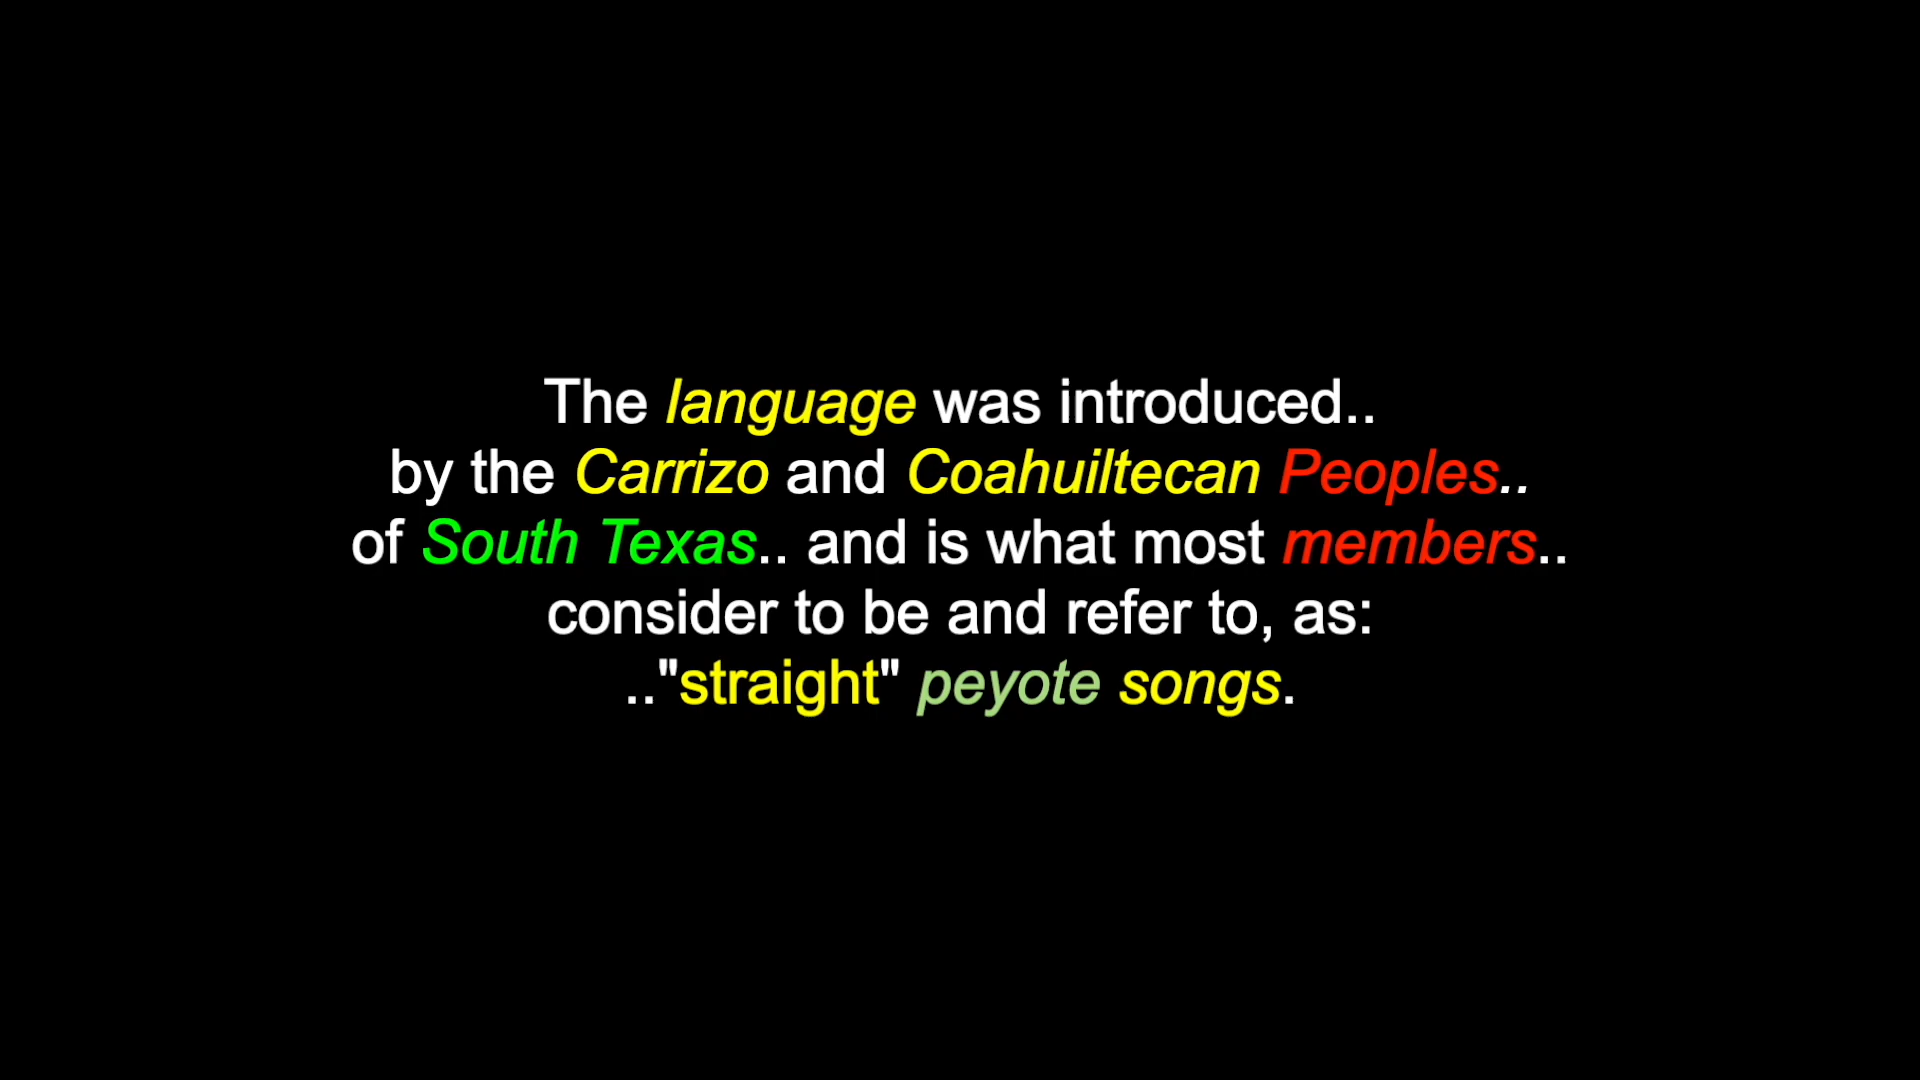 The language was introduced..
by the Carrizo and Coahuiltecan Peoples..
of South Texas.. and is what most members..
consider to be and refer to, as:
.."straight" peyote songs.